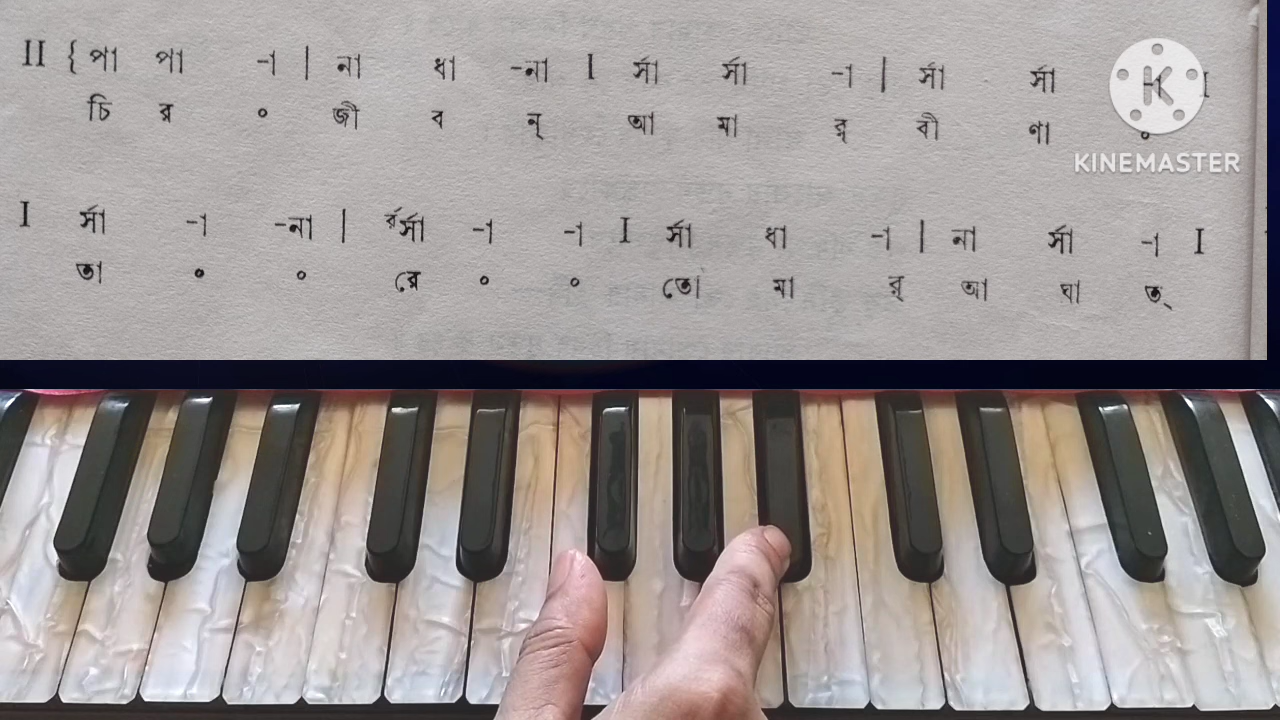 II { পা পা -া | না ধা -না I র্সা র্সা -া | র্সা র্সা -া I
চি র ০ জী ব ন্ আ মা র্ বী ণা ০
KINEMASTER
I র্সা -া -না | র্রর্সা -া -া I র্সা ধা -া | না র্সা -া I
তা ০ ০ রে ০ ০ তো মা র্ আ ঘা ত্